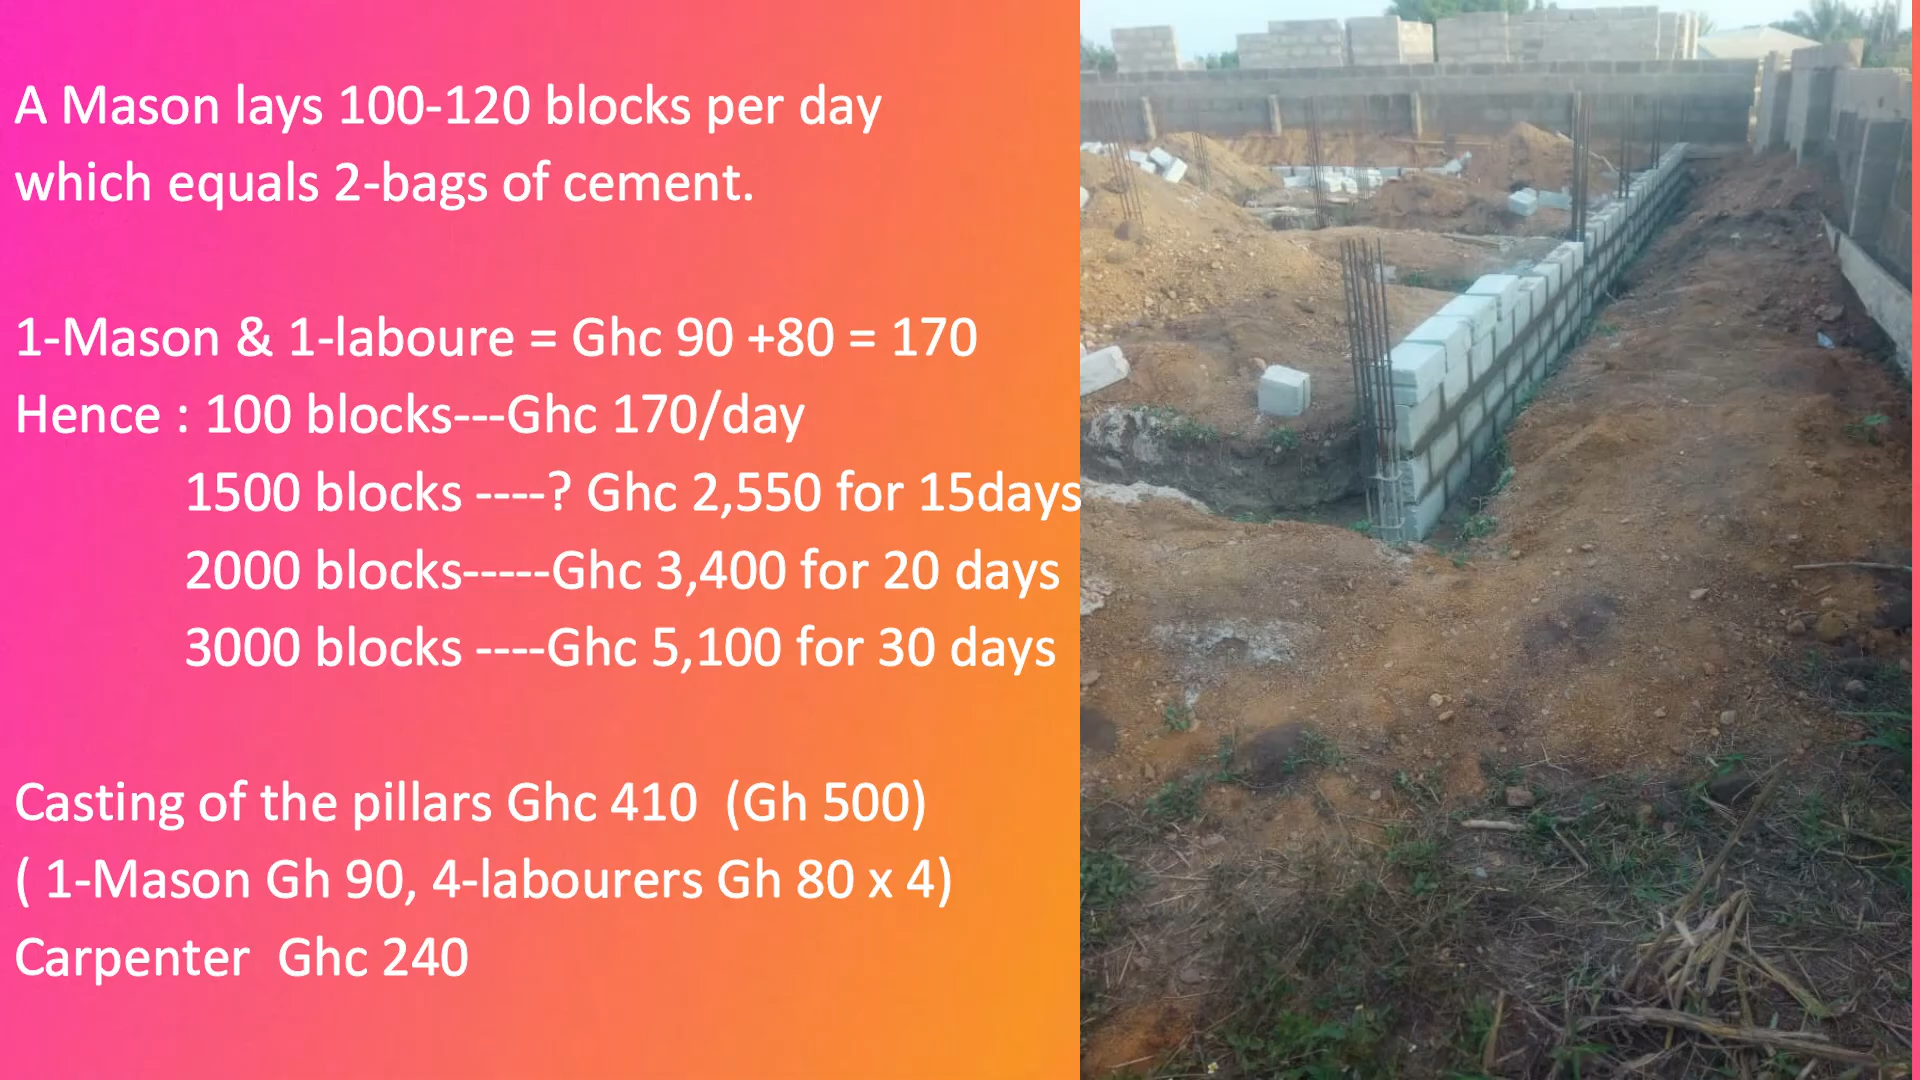 A Mason lays 100-120 blocks per day
which equals 2-bags of cement.
1-Mason & 1-laboure = Ghc 90 +80 = 170
Hence : 100 blocks---Ghc 170/day
1500 blocks ----? Ghc 2,550 for 15days
2000 blocks-----Ghc 3,400 for 20 days
3000 blocks ----Ghc 5,100 for 30 days
Casting of the pillars Ghc 410  (Gh 500)
( 1-Mason Gh 90, 4-labourers Gh 80 x 4)
Carpenter  Ghc 240